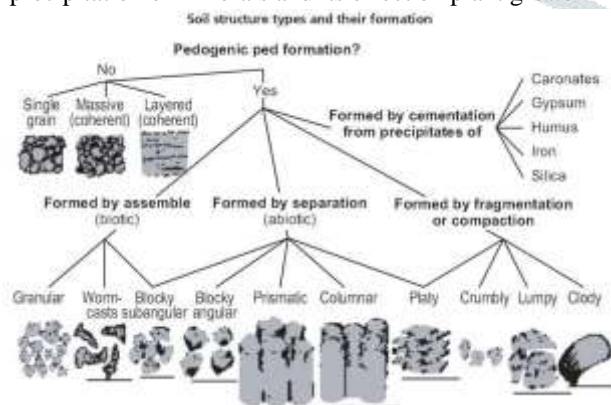 Soil structure types and their formation
Pedogenic ped formation?
No
Yes
Single grain
Massive (coherent)
Layered (coherent)
Formed by cementation from precipitates of
Caronates
Gypsum
Humus
Iron
Silica
Formed by assemble (biotic)
Formed by separation (abiotic)
Formed by fragmentation or compaction
Granular
Worm-casts
Blocky subangular
Blocky angular
Prismatic
Columnar
Platy
Crumbly
Lumpy
Clody